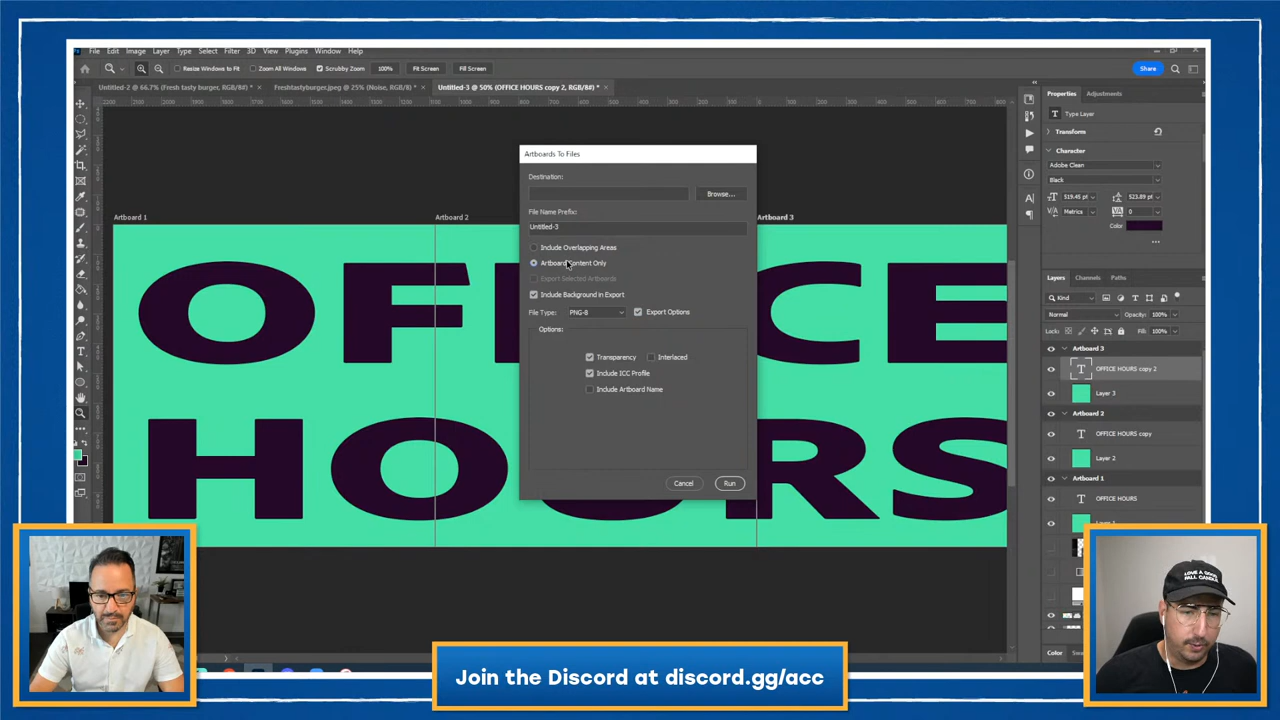 File Edit Image Layer Type Select Filter 3D View Plugins Window Help
Resize Windows to Fit Zoom All Windows Scrubby Zoom 100% Fit Screen Fill Screen Share
Untitled-2 @ 66.7% (Fresh tasty burger, RGB/8#) * × Freshtastyburger.jpeg @ 25% (Noise, RGB/8) * × Untitled-3 @ 50% (OFFICE HOURS copy 2, RGB/8#) * ×
Artboard 1
Artboard 2
Artboard 3
OFFICE
HOURS
Artboards To Files
Destination:
Browse...
File Name Prefix:
Untitled-3
Include Overlapping Areas
Artboard Content Only
Export Selected Artboards
Include Background in Export
File Type: PNG-8 Export Options
Options:
Transparency Interlaced
Include ICC Profile
Include Artboard Name
Cancel Run
Properties Adjustments
T Type Layer
Transform
Character
Adobe Clean
Black
519.45 pt 523.89 pt
Metrics 0
Color
Layers Channels Paths
Kind
Normal Opacity: 100%
Lock: Fill: 100%
Artboard 3
T OFFICE HOURS copy 2
Layer 3
Artboard 2
T OFFICE HOURS copy
Layer 2
Artboard 1
T OFFICE HOURS
Color
LOVE A GOOD
FALL CANDLE
Join the Discord at discord.gg/acc